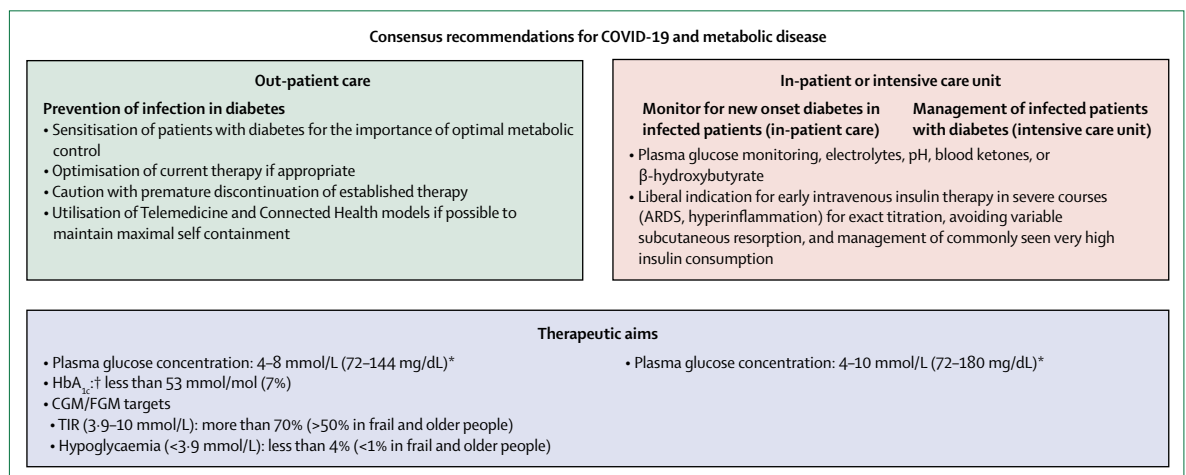 Consensus recommendations for COVID-19 and metabolic disease
Out-patient care
Prevention of infection in diabetes
• Sensitisation of patients with diabetes for the importance of optimal metabolic
control
• Optimisation of current therapy if appropriate
• Caution with premature discontinuation of established therapy
• Utilisation of Telemedicine and Connected Health models if possible to
maintain maximal self containment
In-patient or intensive care unit
Monitor for new onset diabetes in
infected patients (in-patient care)
Management of infected patients
with diabetes (intensive care unit)
• Plasma glucose monitoring, electrolytes, pH, blood ketones, or
β-hydroxybutyrate
• Liberal indication for early intravenous insulin therapy in severe courses
(ARDS, hyperinflammation) for exact titration, avoiding variable
subcutaneous resorption, and management of commonly seen very high
insulin consumption
Therapeutic aims
• Plasma glucose concentration: 4–8 mmol/L (72–144 mg/dL)*
• HbA1c:† less than 53 mmol/mol (7%)
• CGM/FGM targets
• TIR (3·9–10 mmol/L): more than 70% (>50% in frail and older people)
• Hypoglycaemia (<3·9 mmol/L): less than 4% (<1% in frail and older people)
• Plasma glucose concentration: 4–10 mmol/L (72–180 mg/dL)*